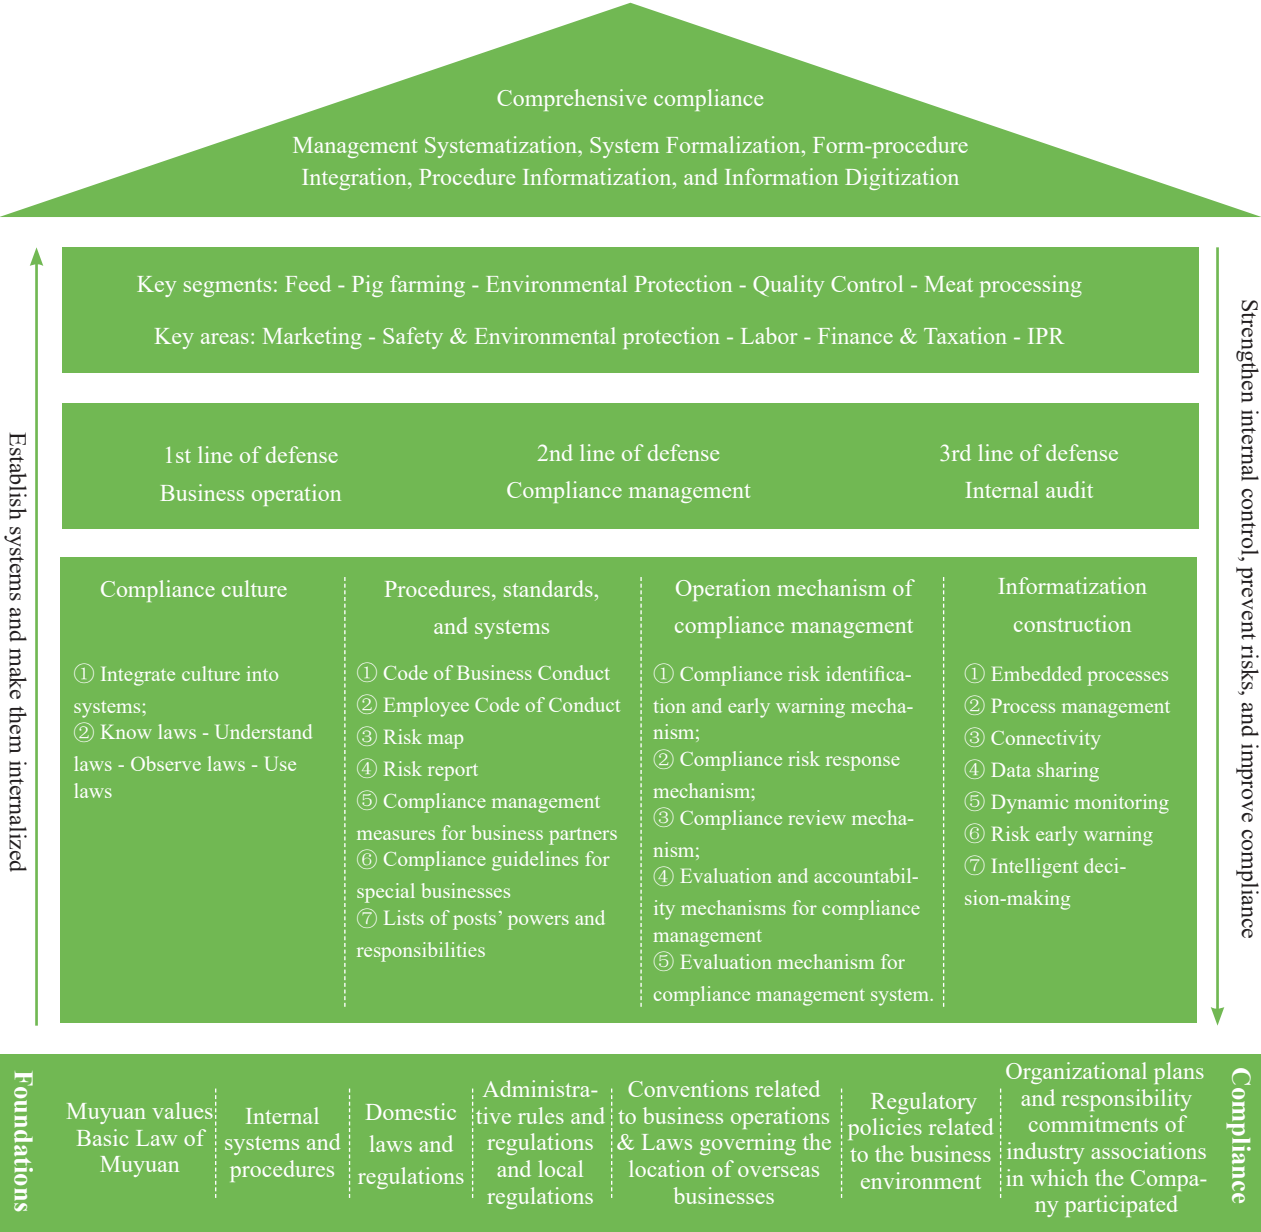 Comprehensive compliance
Management Systematization, System Formalization, Form-procedure
Integration, Procedure Informatization, and Information Digitization
Establish systems and make them internalized
Key segments: Feed - Pig farming - Environmental Protection - Quality Control - Meat processing
Key areas: Marketing - Safety & Environmental protection - Labor - Finance & Taxation - IPR
Strengthen internal control, prevent risks, and improve compliance
1st line of defense
Business operation
2nd line of defense
Compliance management
3rd line of defense
Internal audit
Compliance culture
① Integrate culture into
systems;
② Know laws - Understand
laws - Observe laws - Use
laws
Procedures, standards,
and systems
① Code of Business Conduct
② Employee Code of Conduct
③ Risk map
④ Risk report
⑤ Compliance management
measures for business partners
⑥ Compliance guidelines for
special businesses
⑦ Lists of posts’ powers and
responsibilities
Operation mechanism of
compliance management
① Compliance risk identifica-
tion and early warning mecha-
nism;
② Compliance risk response
mechanism;
③ Compliance review mecha-
nism;
④ Evaluation and accountabil-
ity mechanisms for compliance
management
⑤ Evaluation mechanism for
compliance management system.
Informatization
construction
① Embedded processes
② Process management
③ Connectivity
④ Data sharing
⑤ Dynamic monitoring
⑥ Risk early warning
⑦ Intelligent deci-
sion-making
Foundations
Muyuan values
Basic Law of
Muyuan
Internal
systems and
procedures
Domestic
laws and
regulations
Administra-
tive rules and
regulations
and local
regulations
Conventions related
to business operations
& Laws governing the
location of overseas
businesses
Regulatory
policies related
to the business
environment
Organizational plans
and responsibility
commitments of
industry associations
in which the Compa-
ny participated
Compliance